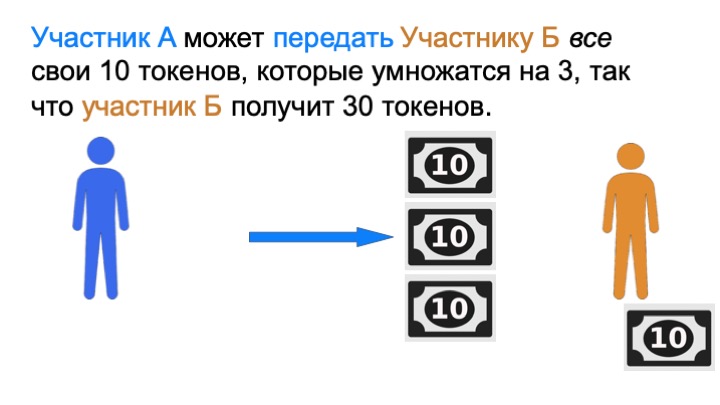 Участник А может передать Участнику Б все
свои 10 токенов, которые умножатся на 3, так
что участник Б получит 30 токенов.
10
10
10
10